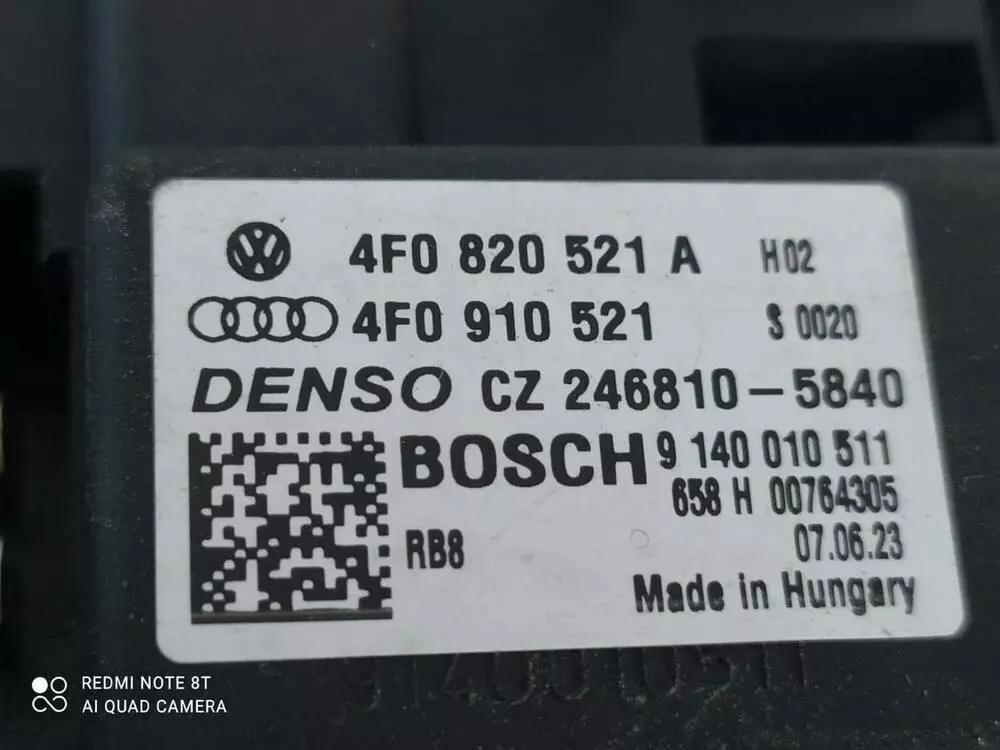 4F0 820 521 A H02
4F0 910 521 S 0020
DENSO CZ 246810-5840
BOSCH 9 140 010 511
658 H 00764305
RB8 07.06.23
Made in Hungary
9140010511
REDMI NOTE 8T
AI QUAD CAMERA